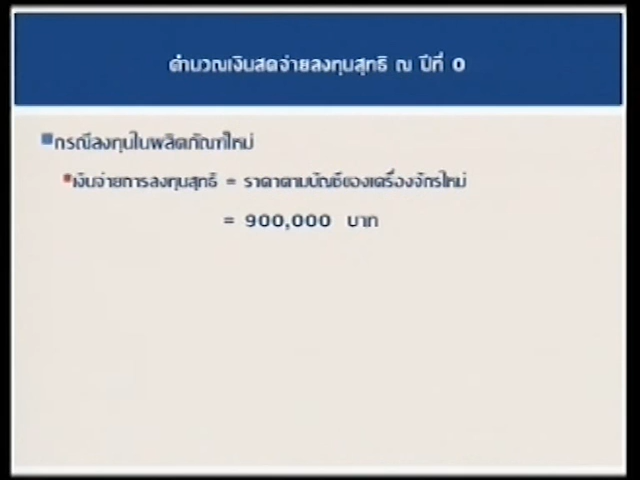 คำนวณเงินสดจ่ายลงทุนสุทธิ ณ ปีที่ 0
กรณีลงทุนในผลิตภัณฑ์ใหม่
เงินจ่ายการลงทุนสุทธิ = ราคาตามบัญชีของเครื่องจักรใหม่
= 900,000 บาท